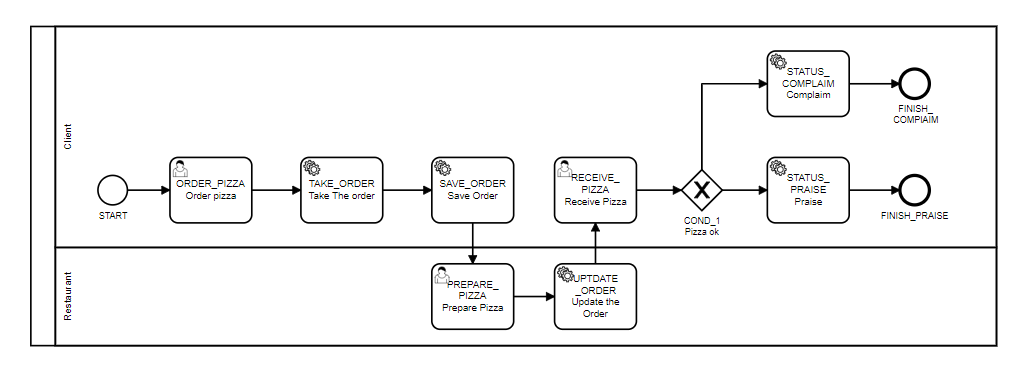 Client
START
ORDER_PIZZA
Order pizza
TAKE_ORDER
Take The order
SAVE_ORDER
Save Order
RECEIVE_
PIZZA
Receive Pizza
COND_1
Pizza ok
STATUS_
COMPLAIM
Complaim
FINISH_
COMPIAIM
STATUS_
PRAISE
Praise
FINISH_PRAISE
Restaurant
PREPARE_
PIZZA
Prepare Pizza
UPTDATE
_ORDER
Update the
Order